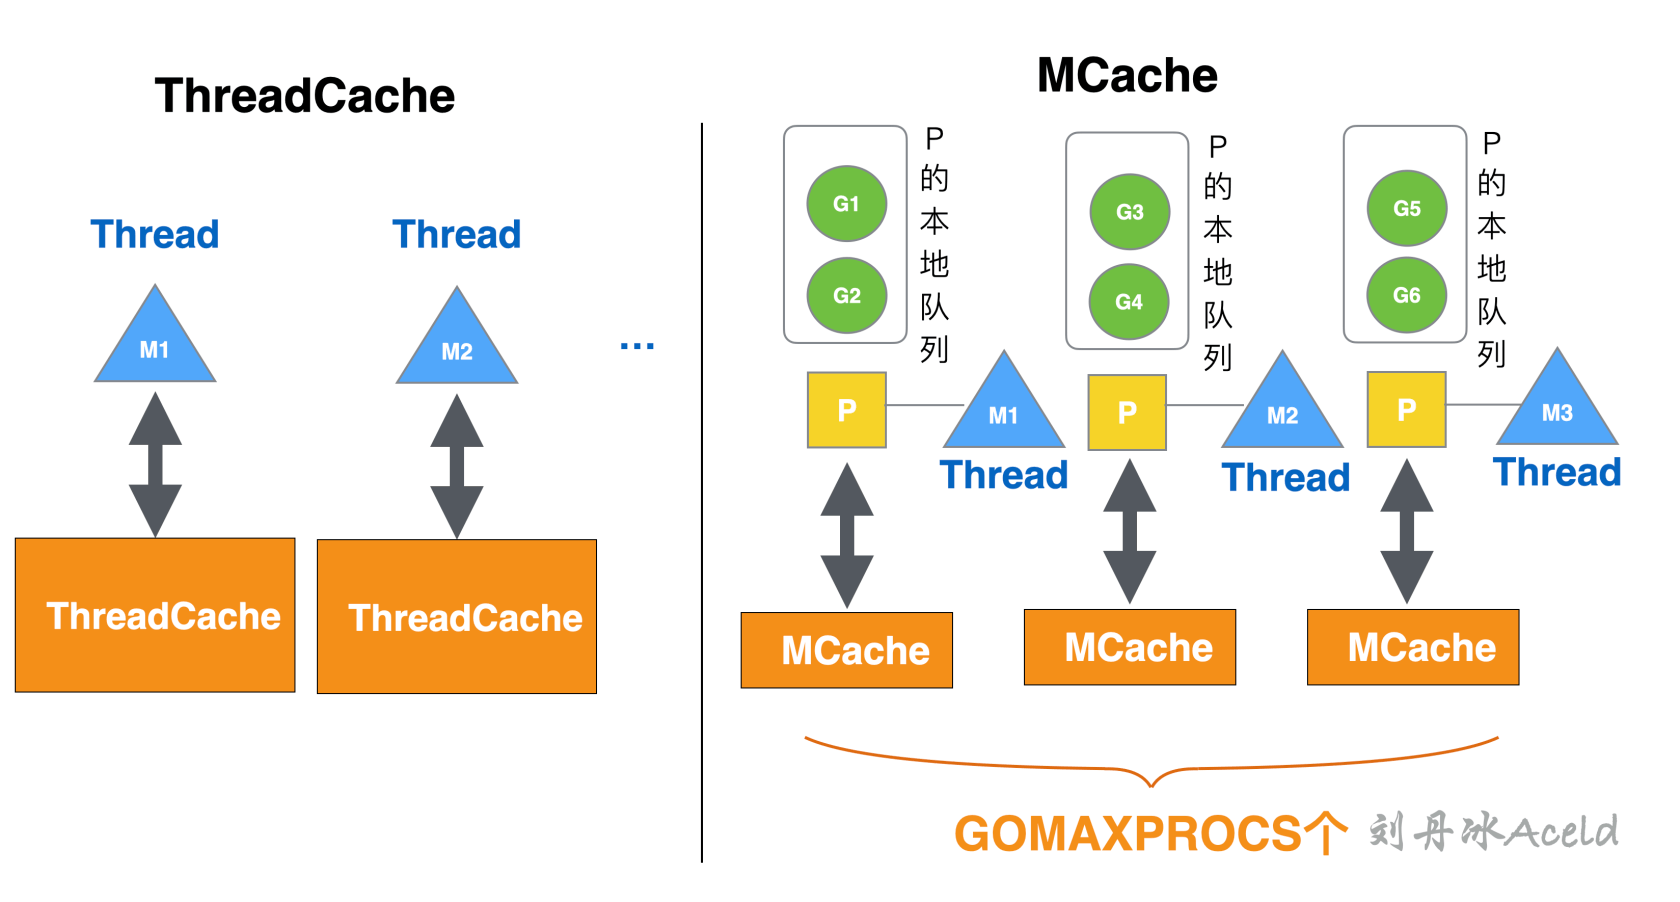 ThreadCache
Thread
Thread
M1
M2
...
ThreadCache
ThreadCache
MCache
G1
G2
P的本地队列
G3
G4
P的本地队列
G5
G6
P的本地队列
P
M1
Thread
P
M2
Thread
P
M3
Thread
MCache
MCache
MCache
GOMAXPROCS个
刘丹冰Aceld